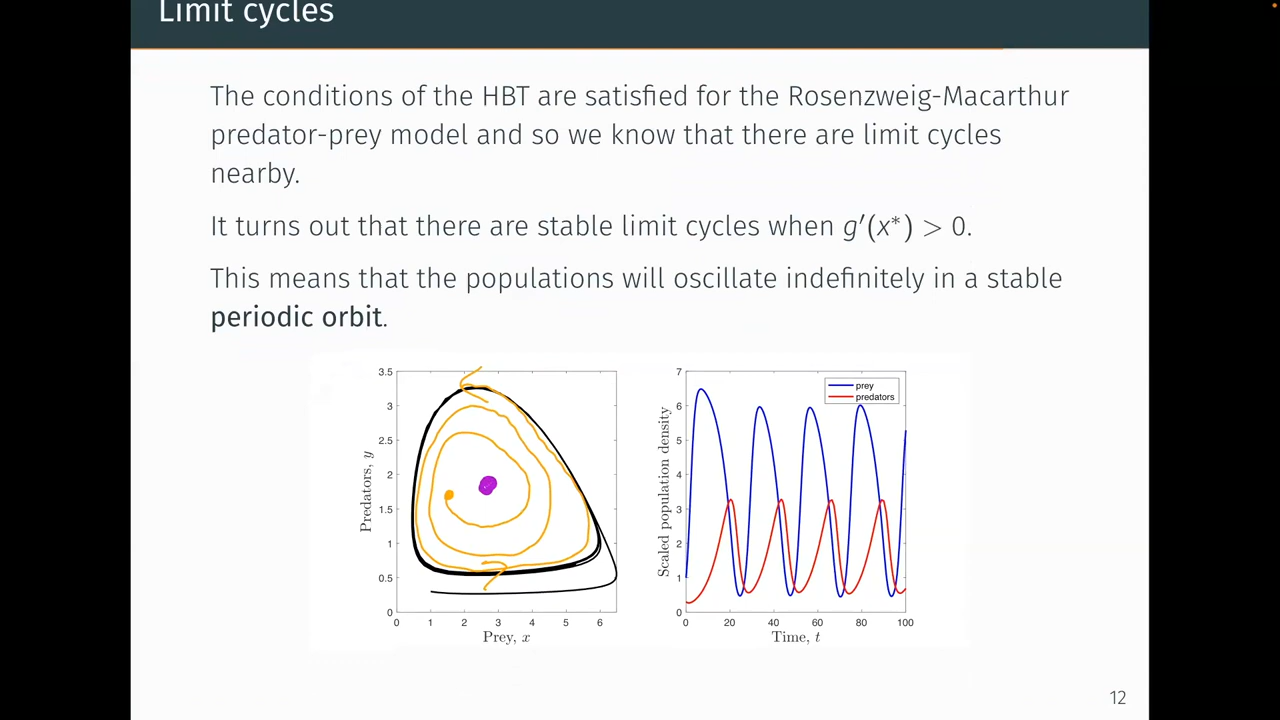 Limit cycles
The conditions of the HBT are satisfied for the Rosenzweig-Macarthur
predator-prey model and so we know that there are limit cycles
nearby.
It turns out that there are stable limit cycles when g′(x*) > 0.
This means that the populations will oscillate indefinitely in a stable
periodic orbit.
3.5
3
2.5
2
1.5
1
0.5
0
Predators, y
0 1 2 3 4 5 6
Prey, x
7
6
5
4
3
2
1
0
Scaled population density
prey
predators
0 20 40 60 80 100
Time, t
12